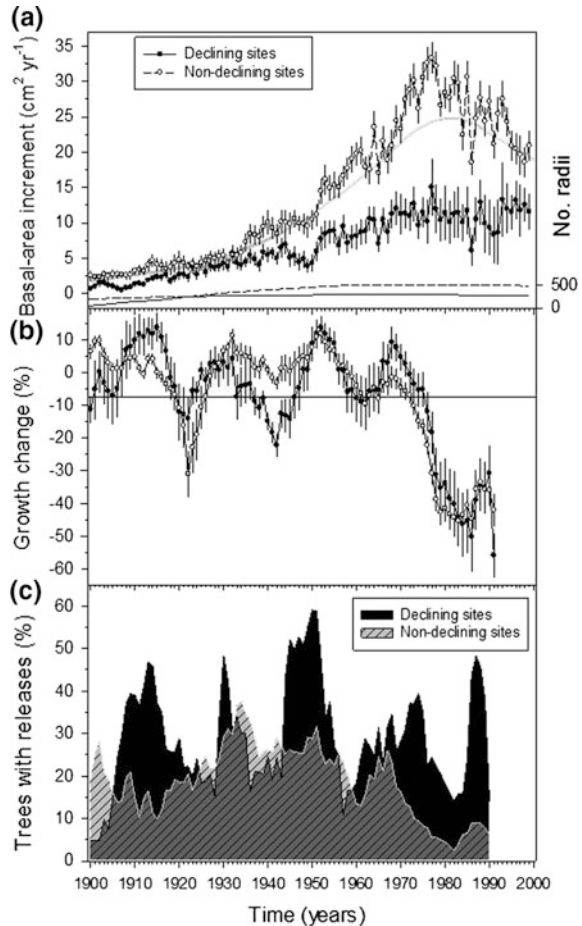 (a)
35
30
25
20
15
10
5
0
Basal-area increment (cm² yr⁻¹)
Declining sites
Non-declining sites
No. radii
500
0
(b)
10
0
-10
-20
-30
-40
-50
-60
Growth change (%)
(c)
60
50
40
30
20
10
0
Trees with releases (%)
Declining sites
Non-declining sites
1900 1910 1920 1930 1940 1950 1960 1970 1980 1990 2000
Time (years)